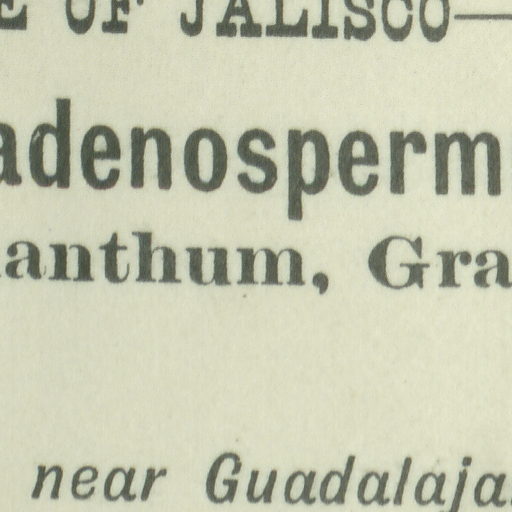 E OF JALISCO—
adenosperm
anthum, Gra
near Guadalaja